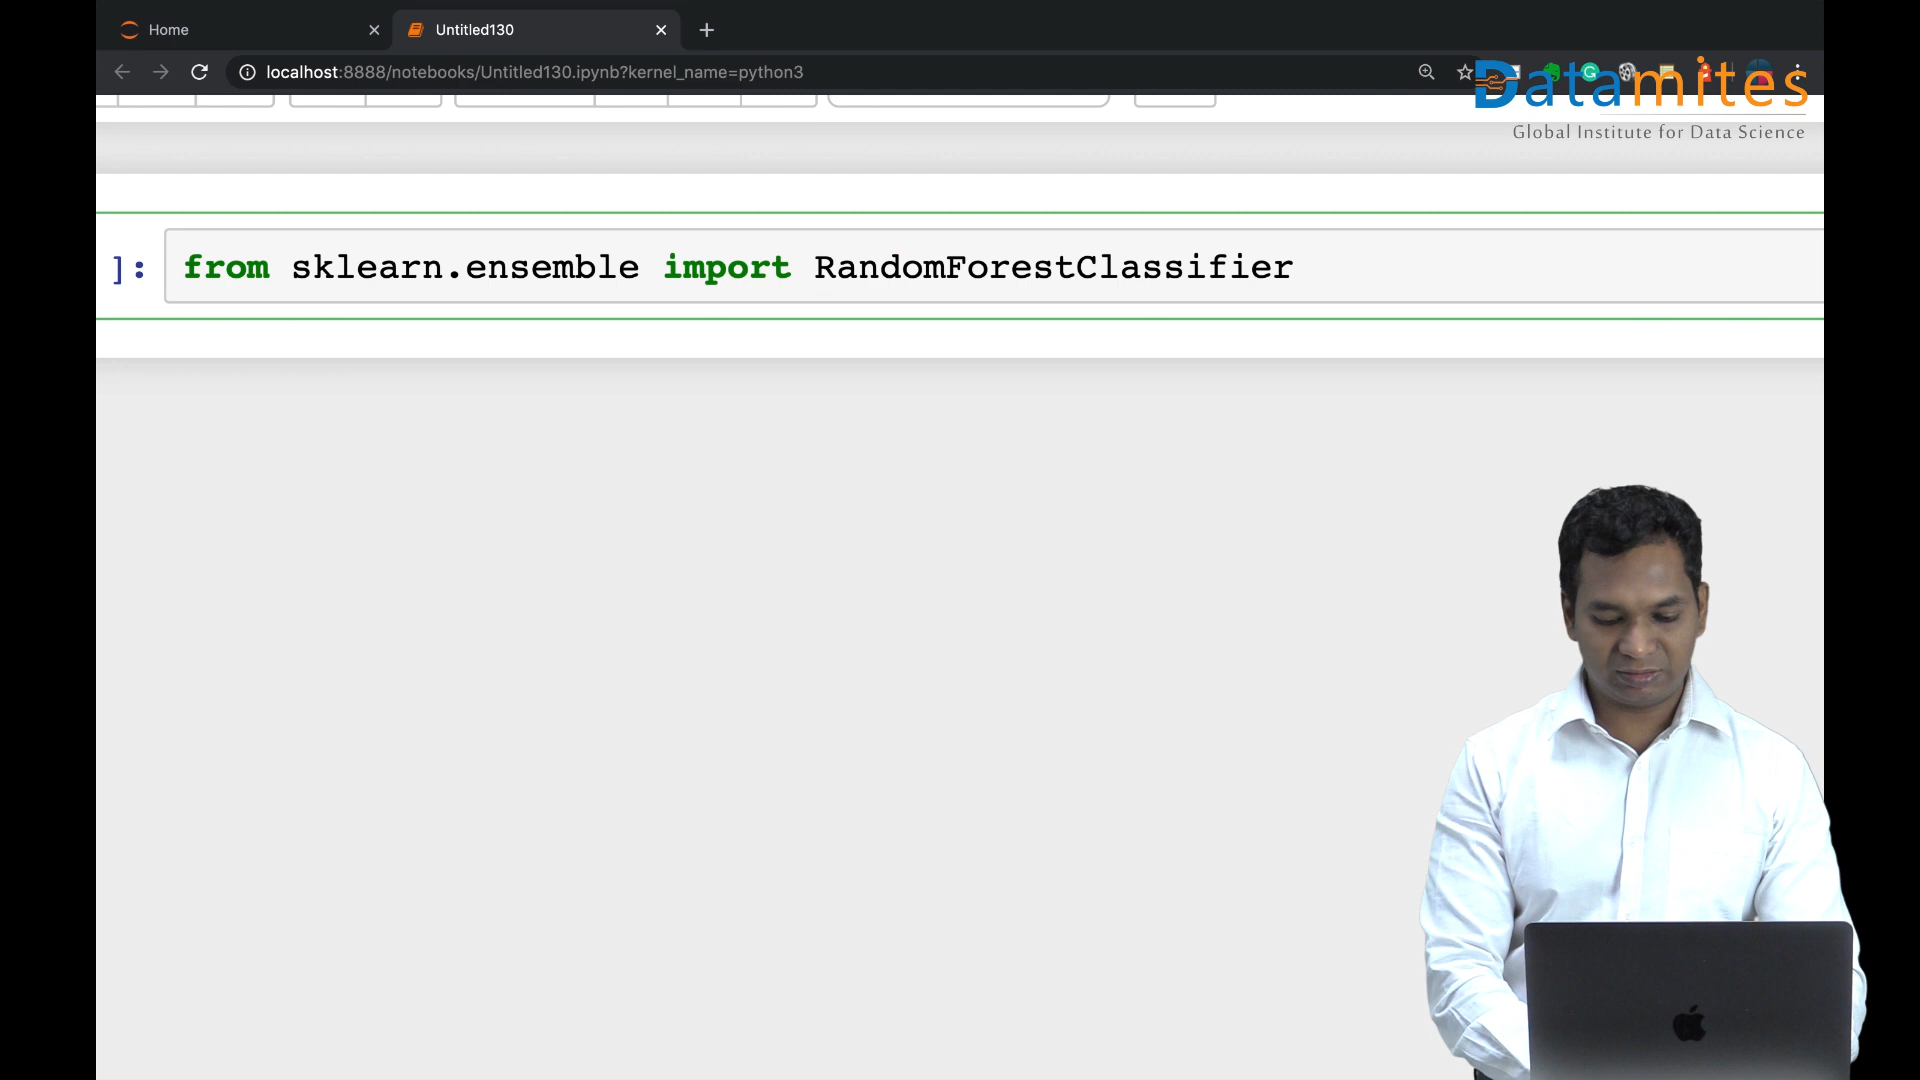 Home
Untitled130
localhost:8888/notebooks/Untitled130.ipynb?kernel_name=python3
Datamites
Global Institute for Data Science
]: from sklearn.ensemble import RandomForestClassifier